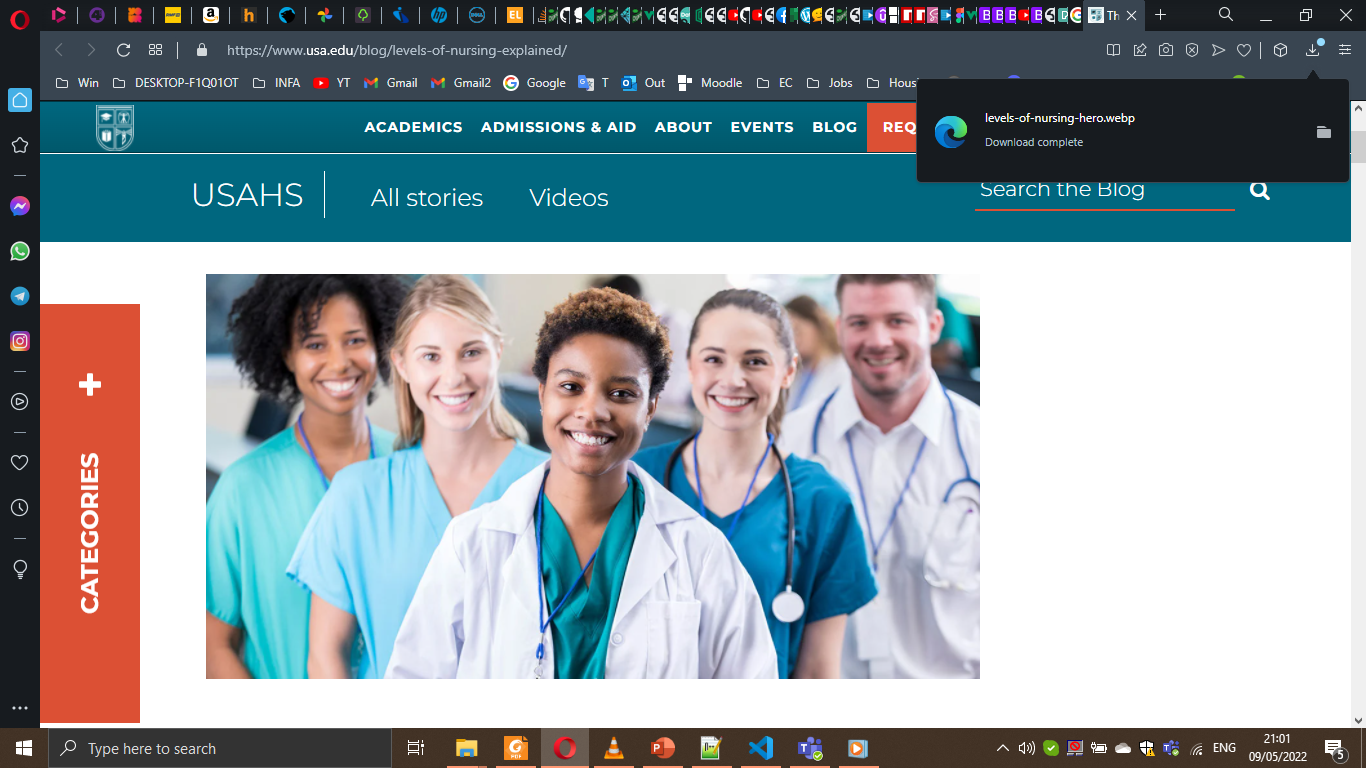 EL
Th
https://www.usa.edu/blog/levels-of-nursing-explained/
Win DESKTOP-F1Q01OT INFA YT Gmail Gmail2 Google T Out Moodle EC Jobs Hous
levels-of-nursing-hero.webp
Download complete
ACADEMICS ADMISSIONS & AID ABOUT EVENTS BLOG REQ
USAHS All stories Videos Search the Blog
CATEGORIES
Type here to search
PDF
ENG
21:01
09/05/2022
5